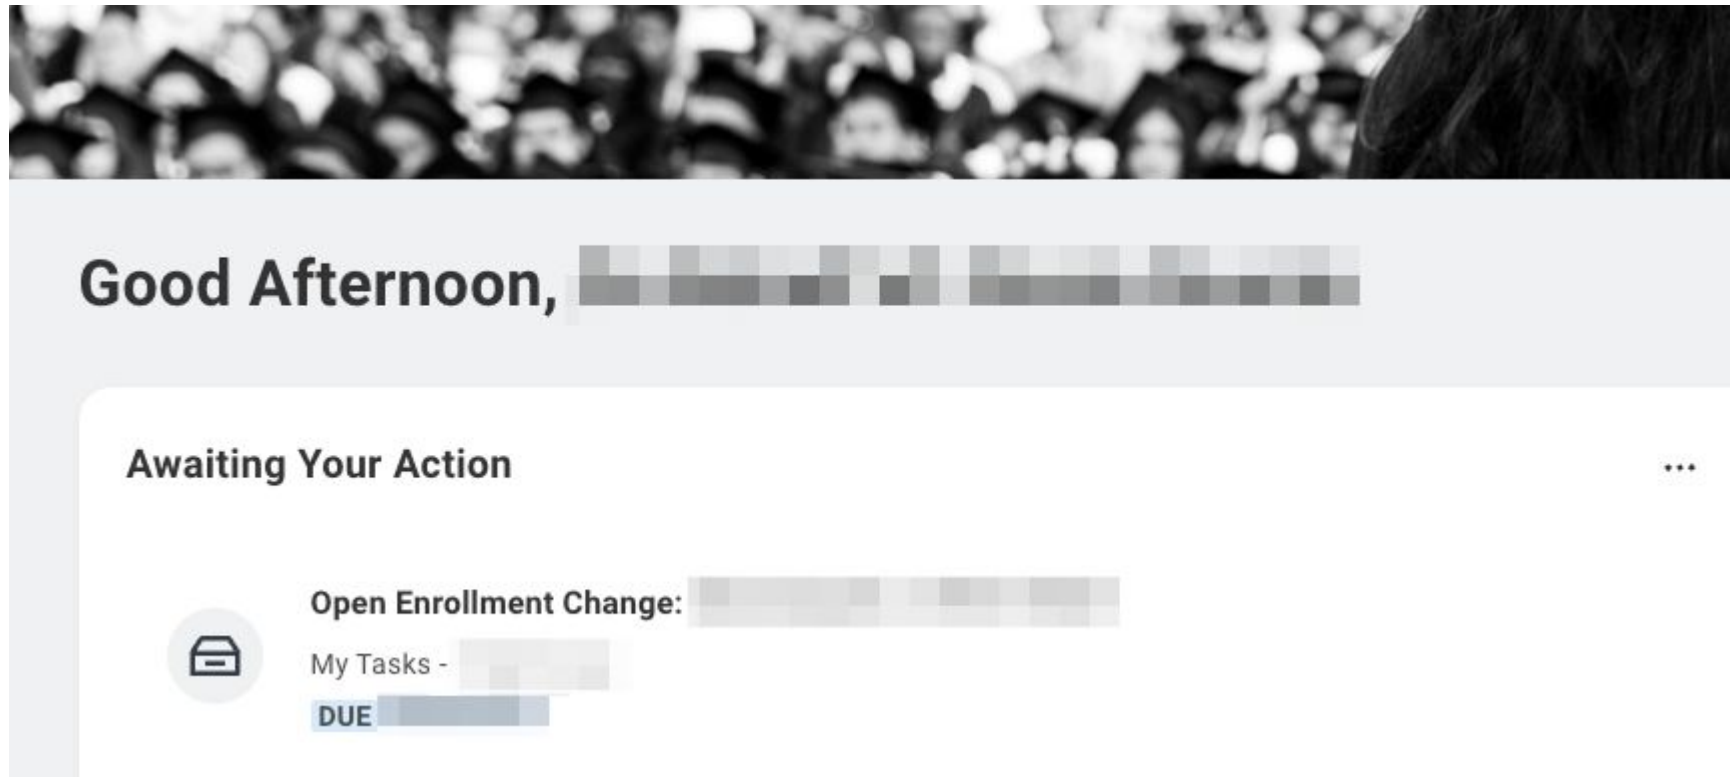 Good Afternoon,
Awaiting Your Action
Open Enrollment Change:
My Tasks -
DUE